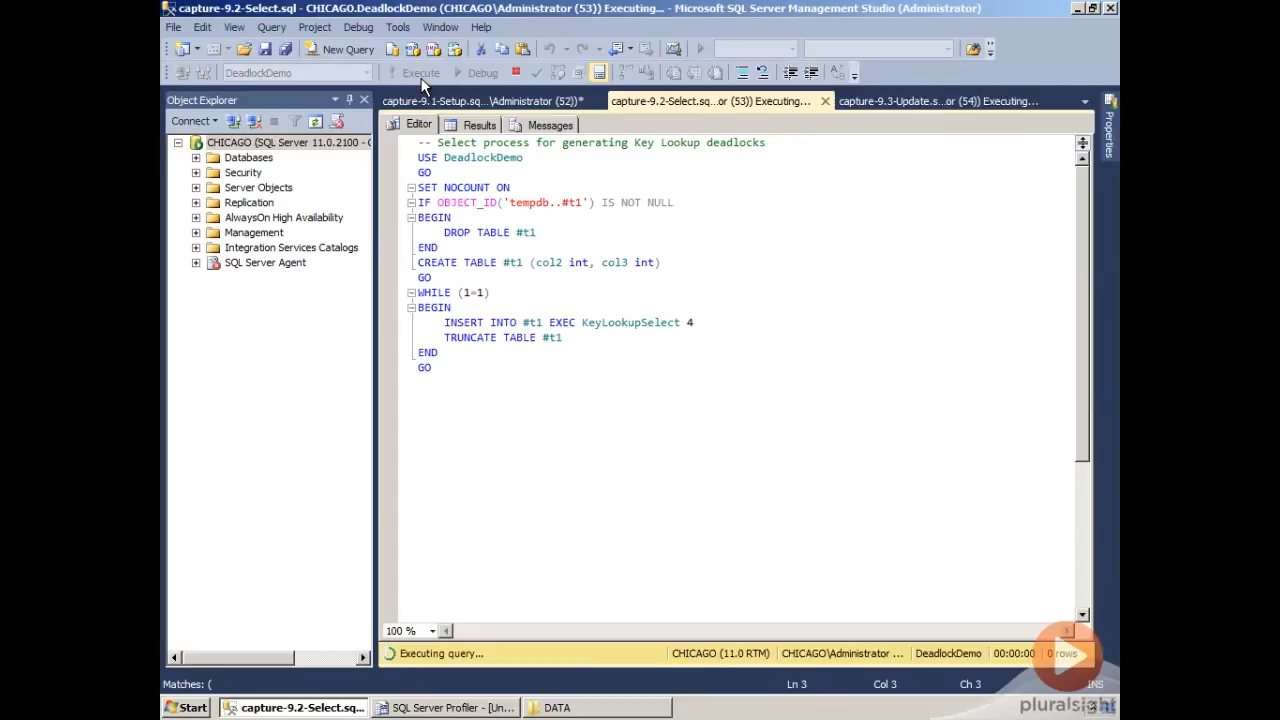 capture-9.2-Select.sql - CHICAGO.DeadlockDemo (CHICAGO\Administrator (53)) Executing... - Microsoft SQL Server Management Studio (Administrator)
File Edit View Query Project Debug Tools Window Help
New Query
DeadlockDemo Execute Debug
Object Explorer
capture-9.1-Setup.sq...\Administrator (52))* capture-9.2-Select.sq...or (53)) Executing... capture-9.3-Update.s...or (54)) Executing...
Connect
Editor Results Messages
Properties
CHICAGO (SQL Server 11.0.2100 - C
Databases
Security
Server Objects
Replication
AlwaysOn High Availability
Management
Integration Services Catalogs
SQL Server Agent
-- Select process for generating Key Lookup deadlocks
USE DeadlockDemo
GO
SET NOCOUNT ON
IF OBJECT_ID('tempdb..#t1') IS NOT NULL
BEGIN
DROP TABLE #t1
END
CREATE TABLE #t1 (col2 int, col3 int)
GO
WHILE (1=1)
BEGIN
INSERT INTO #t1 EXEC KeyLookupSelect 4
TRUNCATE TABLE #t1
END
GO
100 %
Executing query... CHICAGO (11.0 RTM) CHICAGO\Administrator ... DeadlockDemo 00:00:00 0 rows
Matches: ( Ln 3 Col 3 Ch 3 INS
Start capture-9.2-Select.sq... SQL Server Profiler - [Un... DATA
pluralsight